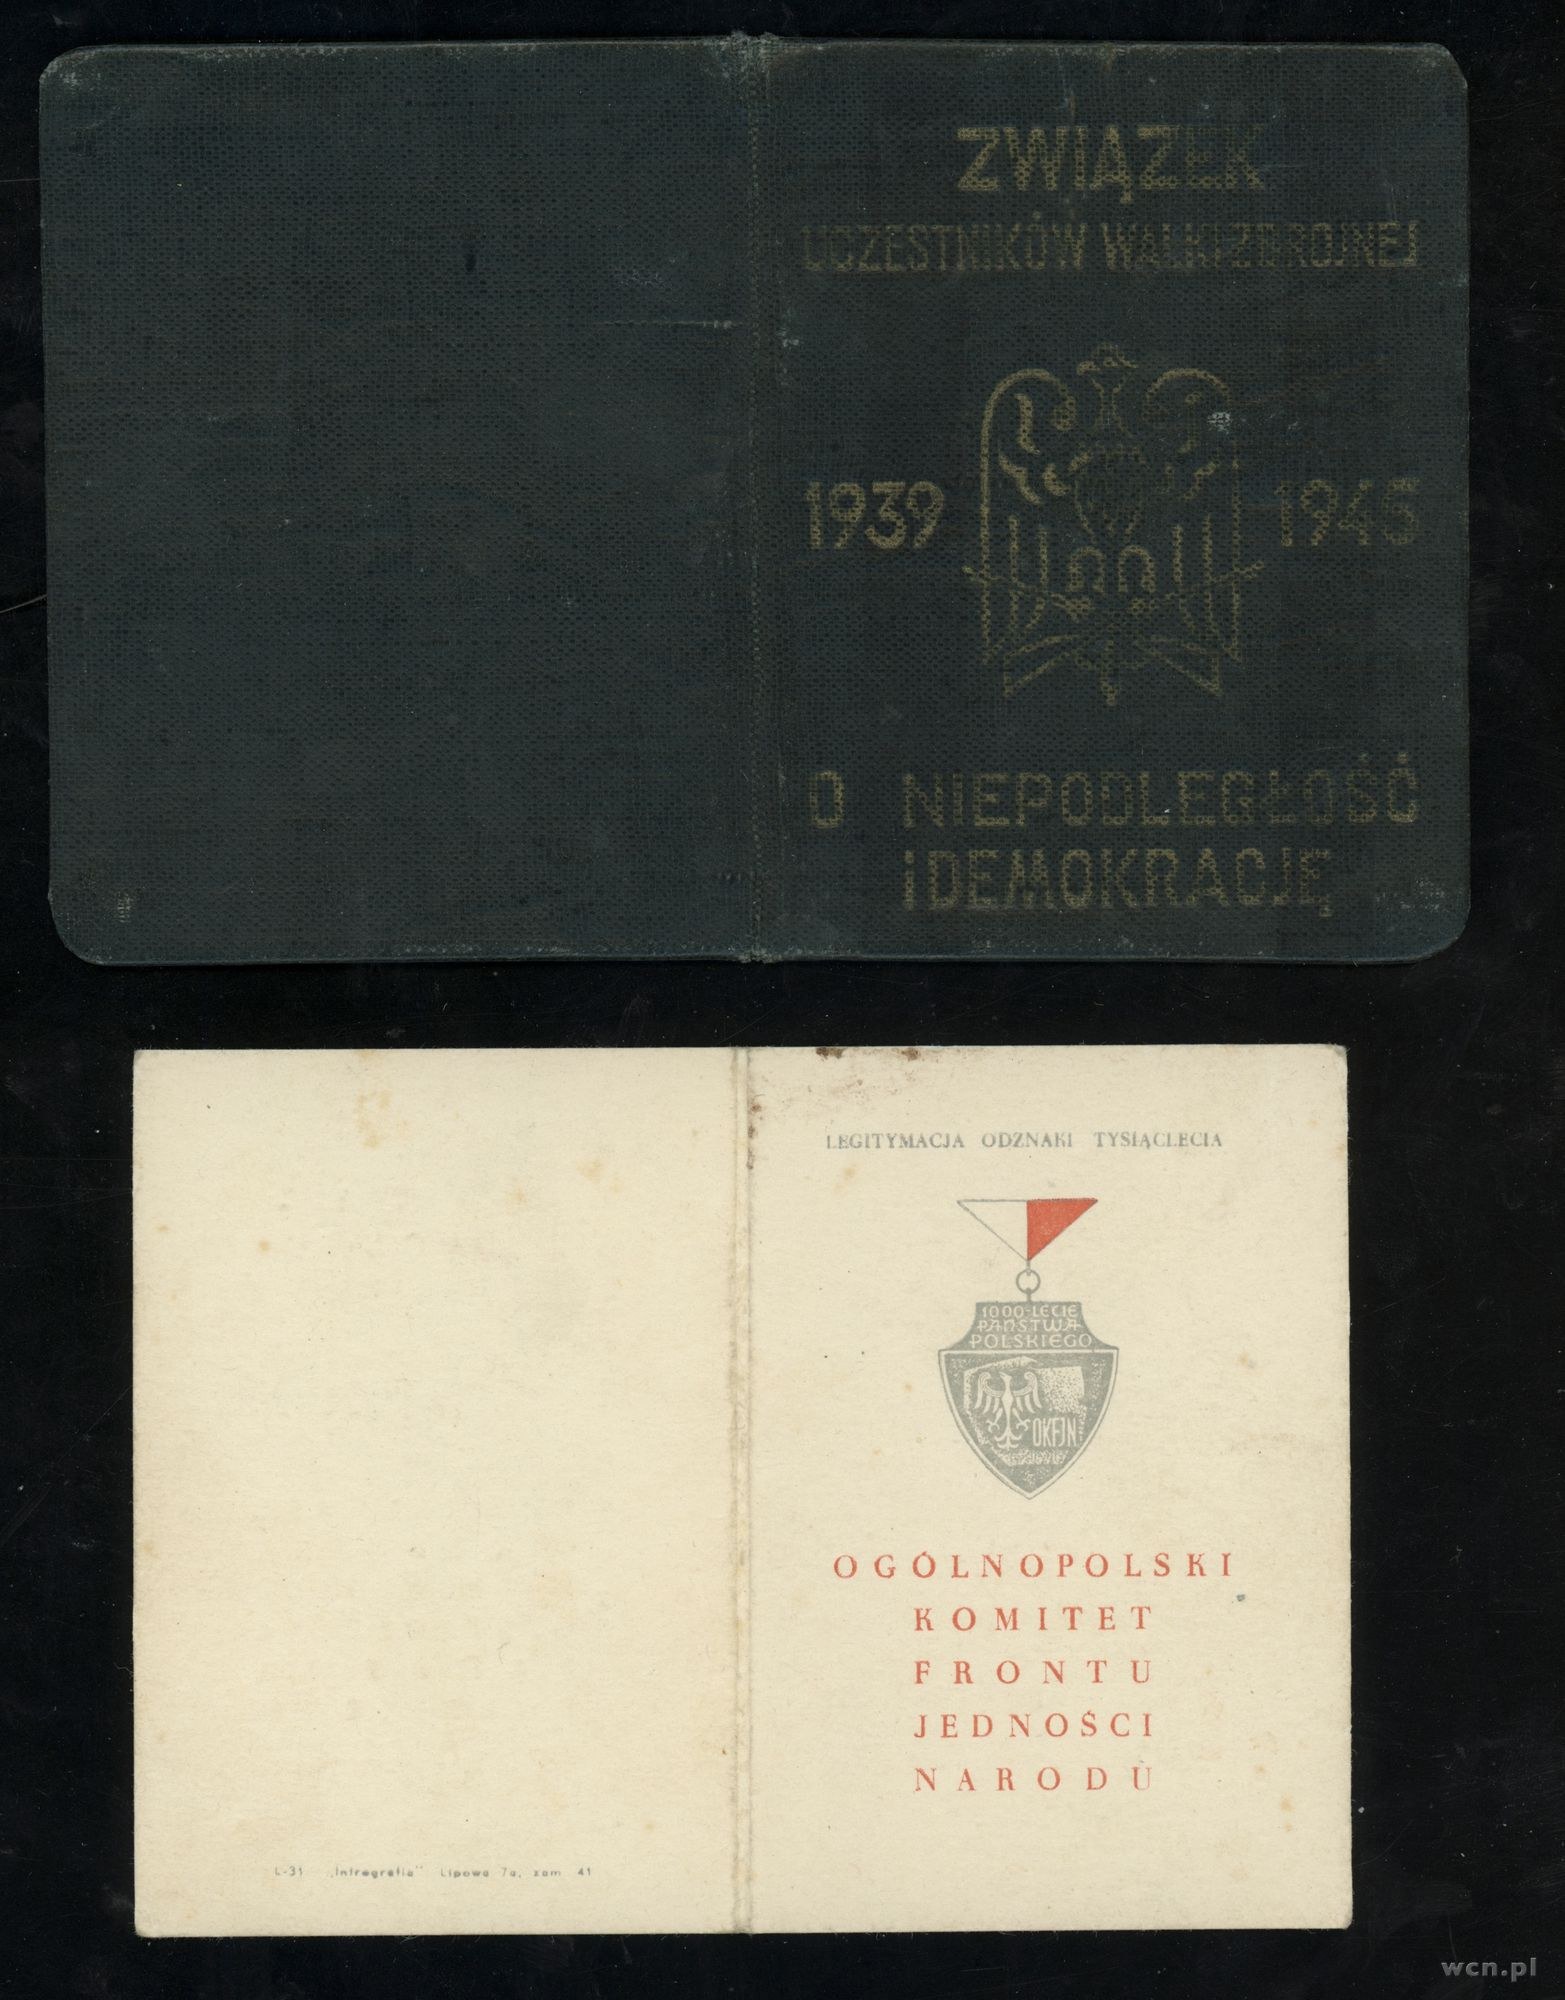 ZWIĄZEK
UCZESTNIKÓW WALKI ZBROJNEJ
1939 1945
O NIEPODLEGŁOŚĆ
i DEMOKRACJĘ
LEGITYMACJA ODZNAKI TYSIĄCLECIA
1000-LECIE
PAŃSTWA
POLSKIEGO
OKFJN
OGÓLNOPOLSKI
KOMITET
FRONTU
JEDNOŚCI
NARODU
L-31 „Intrografia” Lipowa 7a, zam 41
wcn.pl